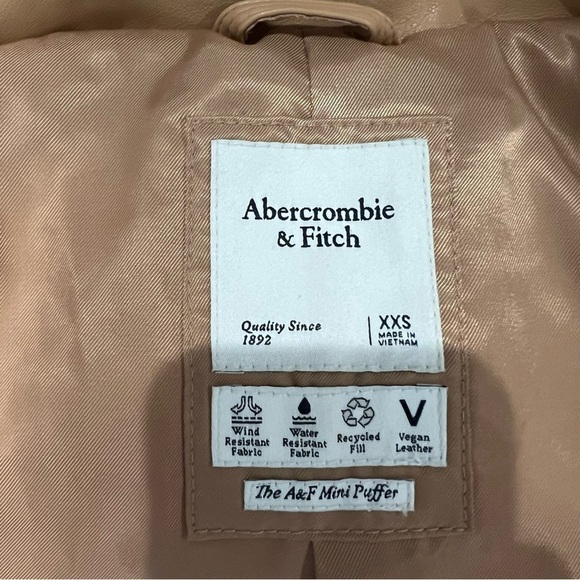 Abercrombie
& Fitch
Quality Since
1892
XXS
MADE IN
VIETNAM
Wind
Resistant
Fabric
Water
Resistant
Fabric
Recycled
Fill
V
Vegan
Leather
The A&F Mini Puffer